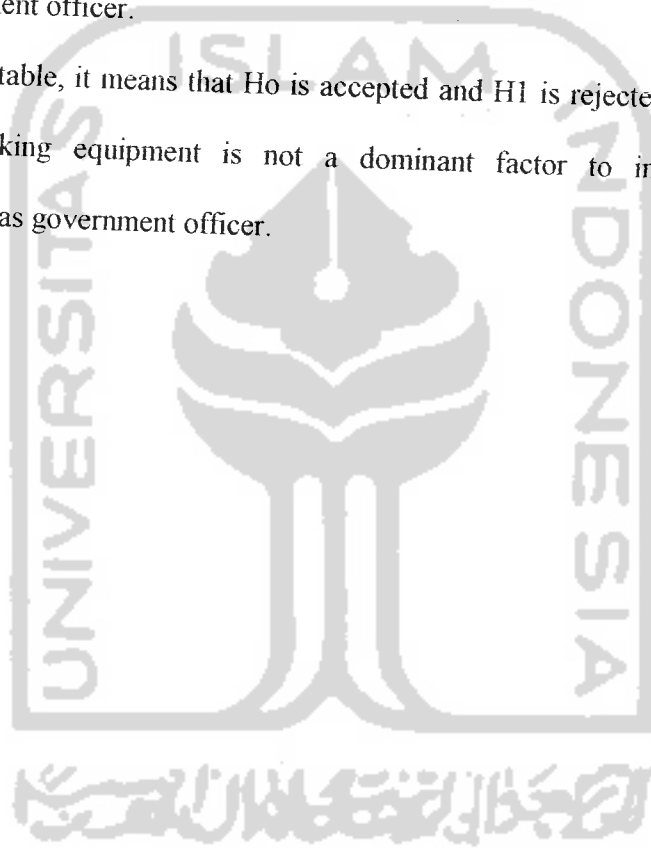 ent officer.
table, it means that Ho is accepted and H1 is rejecte
king equipment is not a dominant factor to in
as government officer.
ISLAM
UNIVERSITAS
INDONESIA